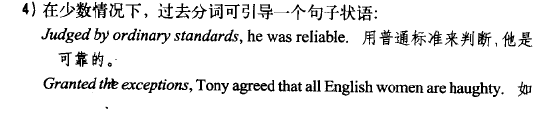 4) 在少数情况下，过去分词可引导一个句子状语：
Judged by ordinary standards, he was reliable. 用普通标准来判断，他是
可靠的。
Granted the exceptions, Tony agreed that all English women are haughty. 如